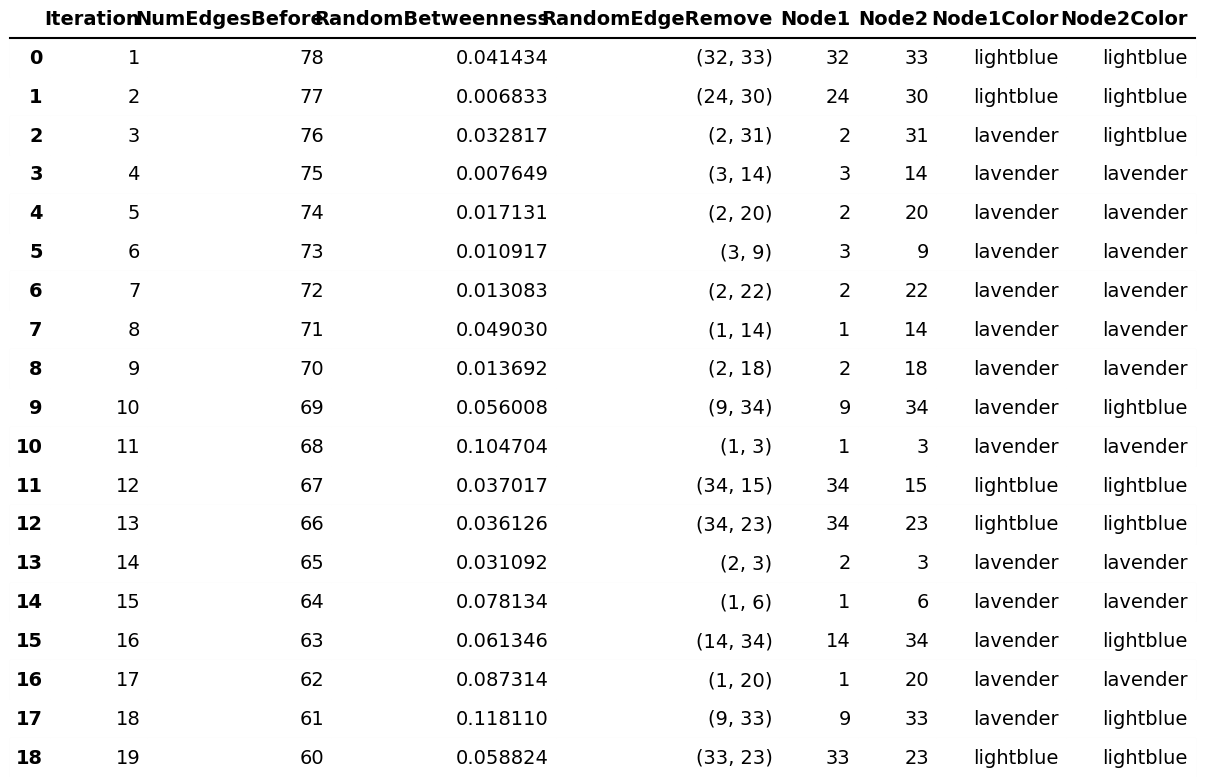 Iteration NumEdgesBefore RandomBetweenness RandomEdgeRemove Node1 Node2 Node1Color Node2Color
0 1 78 0.041434 (32, 33) 32 33 lightblue lightblue
1 2 77 0.006833 (24, 30) 24 30 lightblue lightblue
2 3 76 0.032817 (2, 31) 2 31 lavender lightblue
3 4 75 0.007649 (3, 14) 3 14 lavender lavender
4 5 74 0.017131 (2, 20) 2 20 lavender lavender
5 6 73 0.010917 (3, 9) 3 9 lavender lavender
6 7 72 0.013083 (2, 22) 2 22 lavender lavender
7 8 71 0.049030 (1, 14) 1 14 lavender lavender
8 9 70 0.013692 (2, 18) 2 18 lavender lavender
9 10 69 0.056008 (9, 34) 9 34 lavender lightblue
10 11 68 0.104704 (1, 3) 1 3 lavender lavender
11 12 67 0.037017 (34, 15) 34 15 lightblue lightblue
12 13 66 0.036126 (34, 23) 34 23 lightblue lightblue
13 14 65 0.031092 (2, 3) 2 3 lavender lavender
14 15 64 0.078134 (1, 6) 1 6 lavender lavender
15 16 63 0.061346 (14, 34) 14 34 lavender lightblue
16 17 62 0.087314 (1, 20) 1 20 lavender lavender
17 18 61 0.118110 (9, 33) 9 33 lavender lightblue
18 19 60 0.058824 (33, 23) 33 23 lightblue lightblue